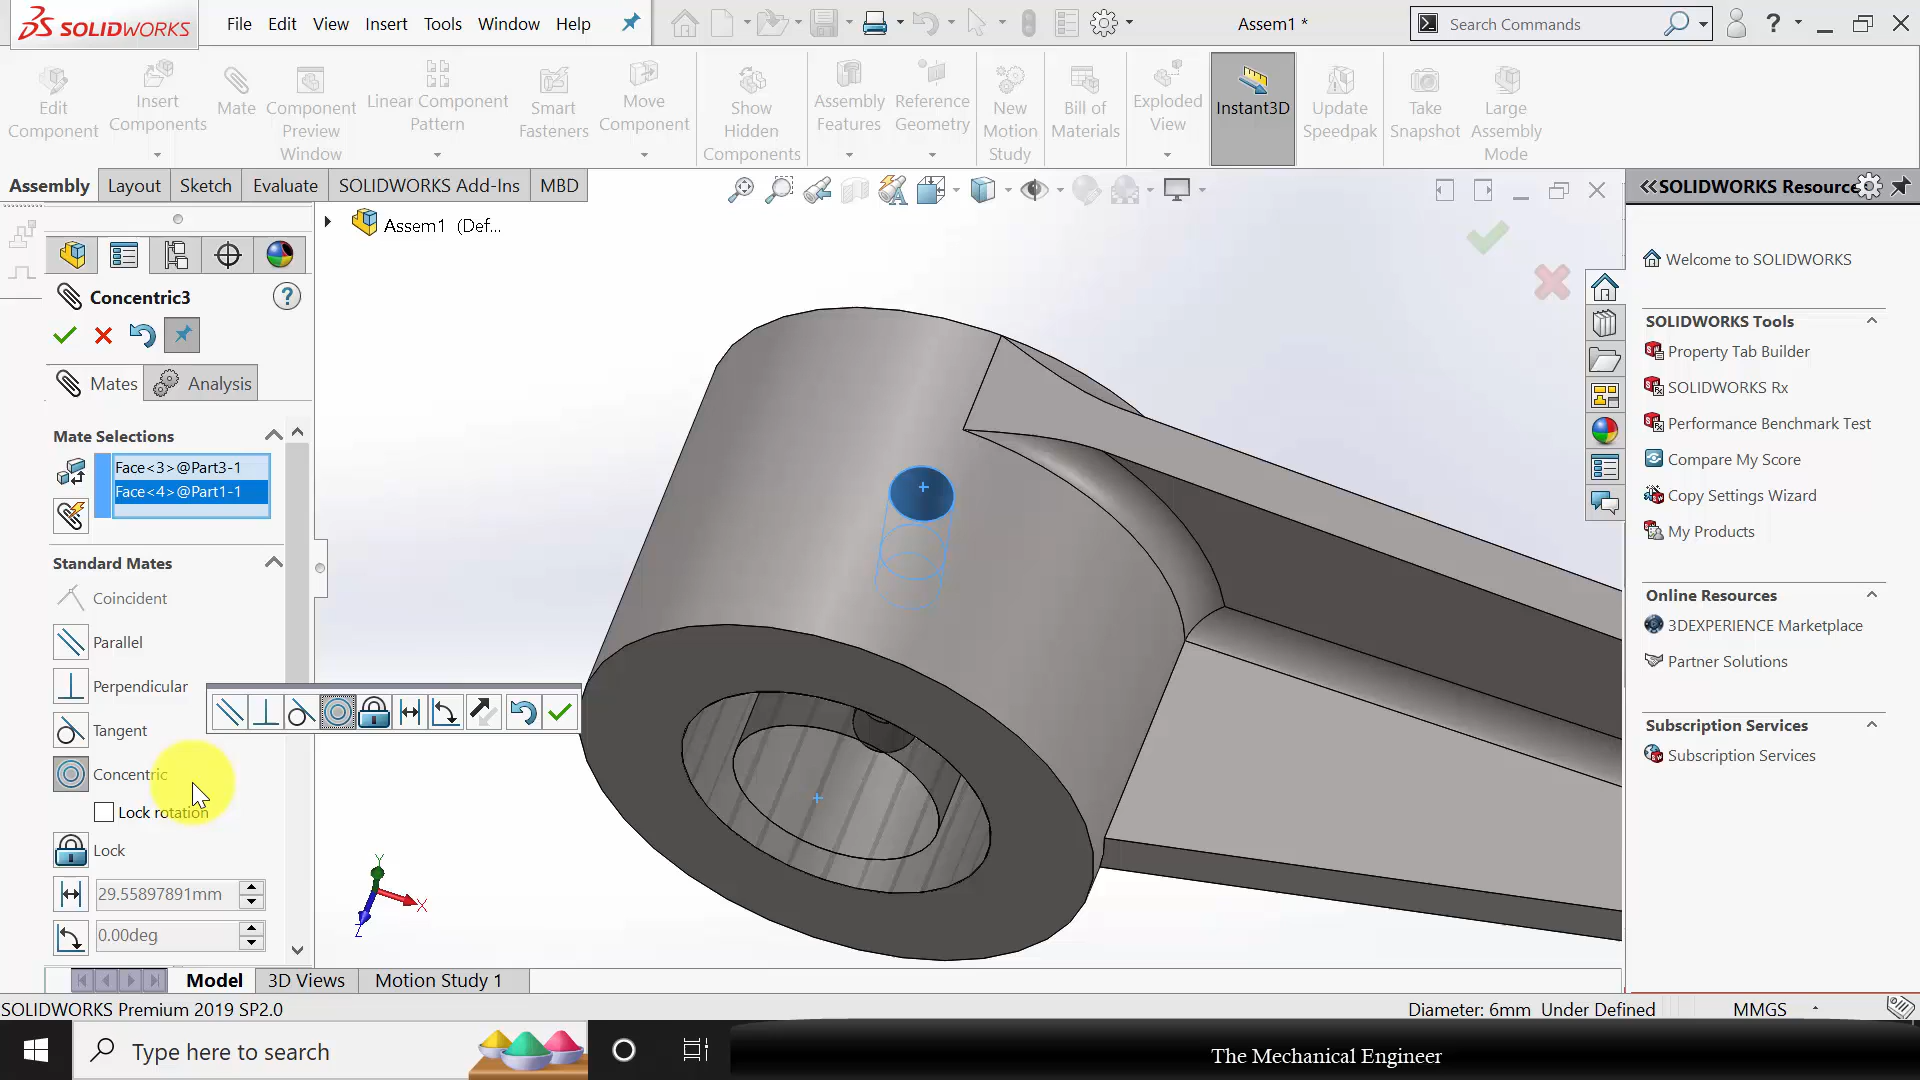 SOLIDWORKS
File Edit View Insert Tools Window Help
Assem1 *
Search Commands
?
Edit Component
Insert Components
Mate
Component Preview Window
Linear Component Pattern
Smart Fasteners
Move Component
Show Hidden Components
Assembly Features
Reference Geometry
New Motion Study
Bill of Materials
Exploded View
Instant3D
Update Speedpak
Take Snapshot
Large Assembly Mode
Assembly Layout Sketch Evaluate SOLIDWORKS Add-Ins MBD
Assem1 (Def...
Concentric3
?
Mates
Analysis
Mate Selections
Face<3>@Part3-1
Face<4>@Part1-1
Standard Mates
Coincident
Parallel
Perpendicular
Tangent
Concentric
Lock rotation
Lock
29.55897891mm
0.00deg
Y
X
Z
SOLIDWORKS Resource
Welcome to SOLIDWORKS
SOLIDWORKS Tools
Property Tab Builder
SOLIDWORKS Rx
Performance Benchmark Test
Compare My Score
Copy Settings Wizard
My Products
Online Resources
3DEXPERIENCE Marketplace
Partner Solutions
Subscription Services
Subscription Services
Model 3D Views Motion Study 1
SOLIDWORKS Premium 2019 SP2.0
Diameter: 6mm Under Defined MMGS
Type here to search
The Mechanical Engineer